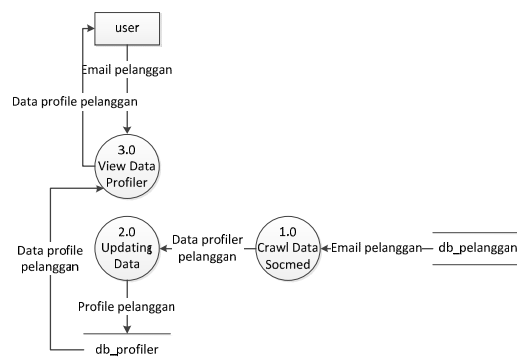 user
Email pelanggan
Data profile pelanggan
3.0
View Data
Profiler
2.0
Updating
Data
Data profiler
pelanggan
1.0
Crawl Data
Socmed
Email pelanggan
db_pelanggan
Data profile
pelanggan
Profile pelanggan
db_profiler